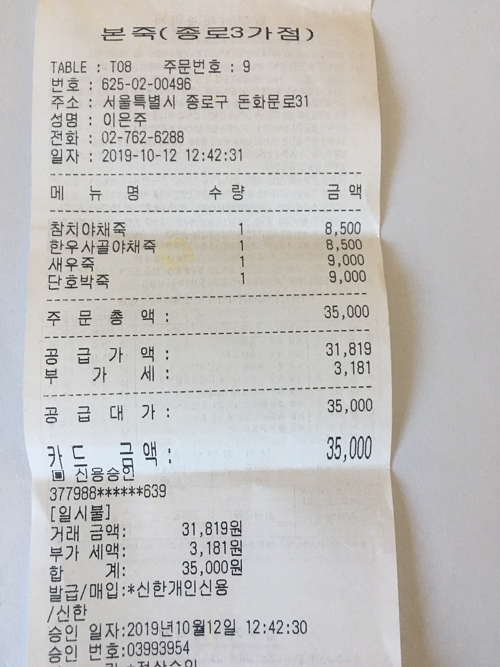 본죽(종로3가점)
TABLE : T08 주문번호 : 9
번호 : 625-02-00496
주소 : 서울특별시 종로구 돈화문로31
성명 : 이은주
전화 : 02-762-6288
일자 : 2019-10-12 12:42:31
메 뉴 명 수 량 금 액
참치야채죽 1 8,500
한우사골야채죽 1 8,500
새우죽 1 9,000
단호박죽 1 9,000
주 문 총 액 : 35,000
공 급 가 액 : 31,819
부 가 세 : 3,181
공 급 대 가 : 35,000
카 드 금 액 : 35,000
▣ 신용승인
377988******639
[일시불]
거래 금액: 31,819원
부가 세액: 3,181원
합 계: 35,000원
발급/매입:*신한개인신용
/신한
승인 일자:2019년10월12일 12:42:30
승인 번호:03993954